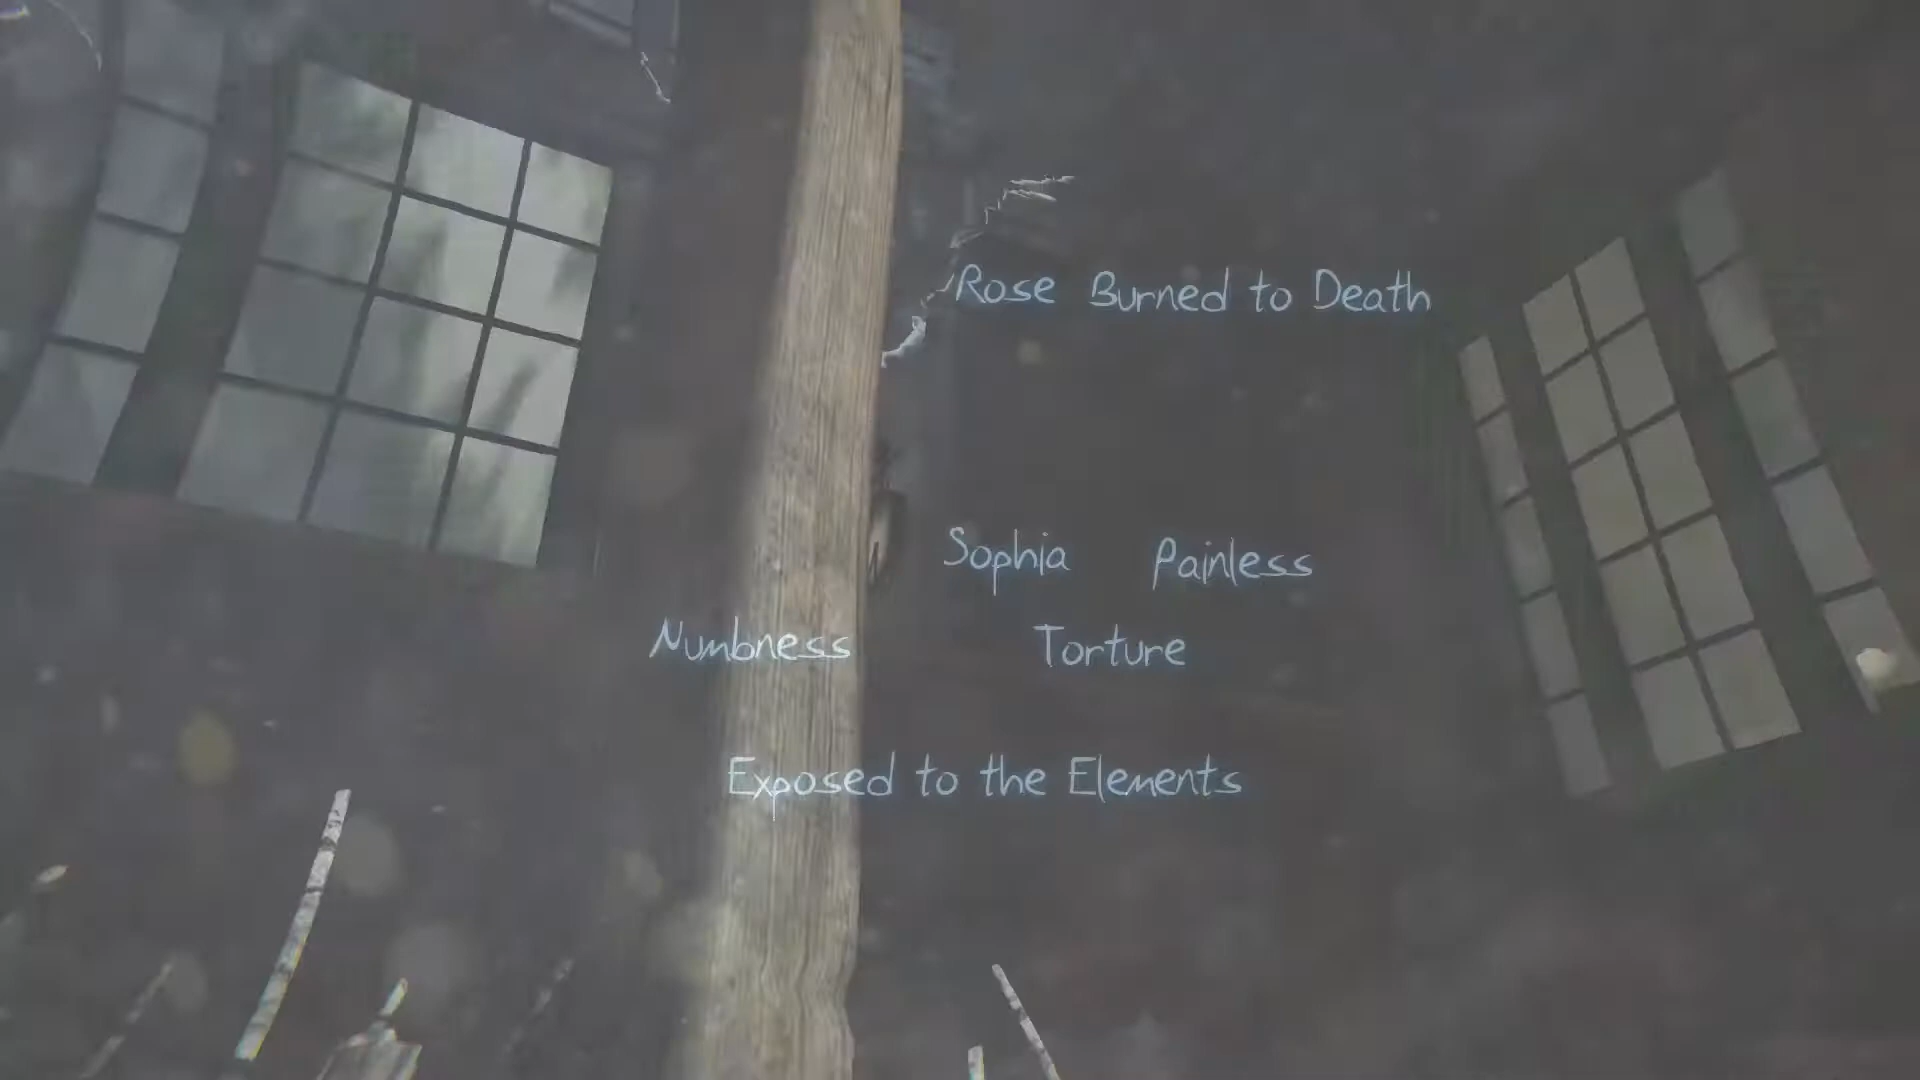 Rose Burned to Death
Sophia Painless
Numbness Torture
Exposed to the Elements